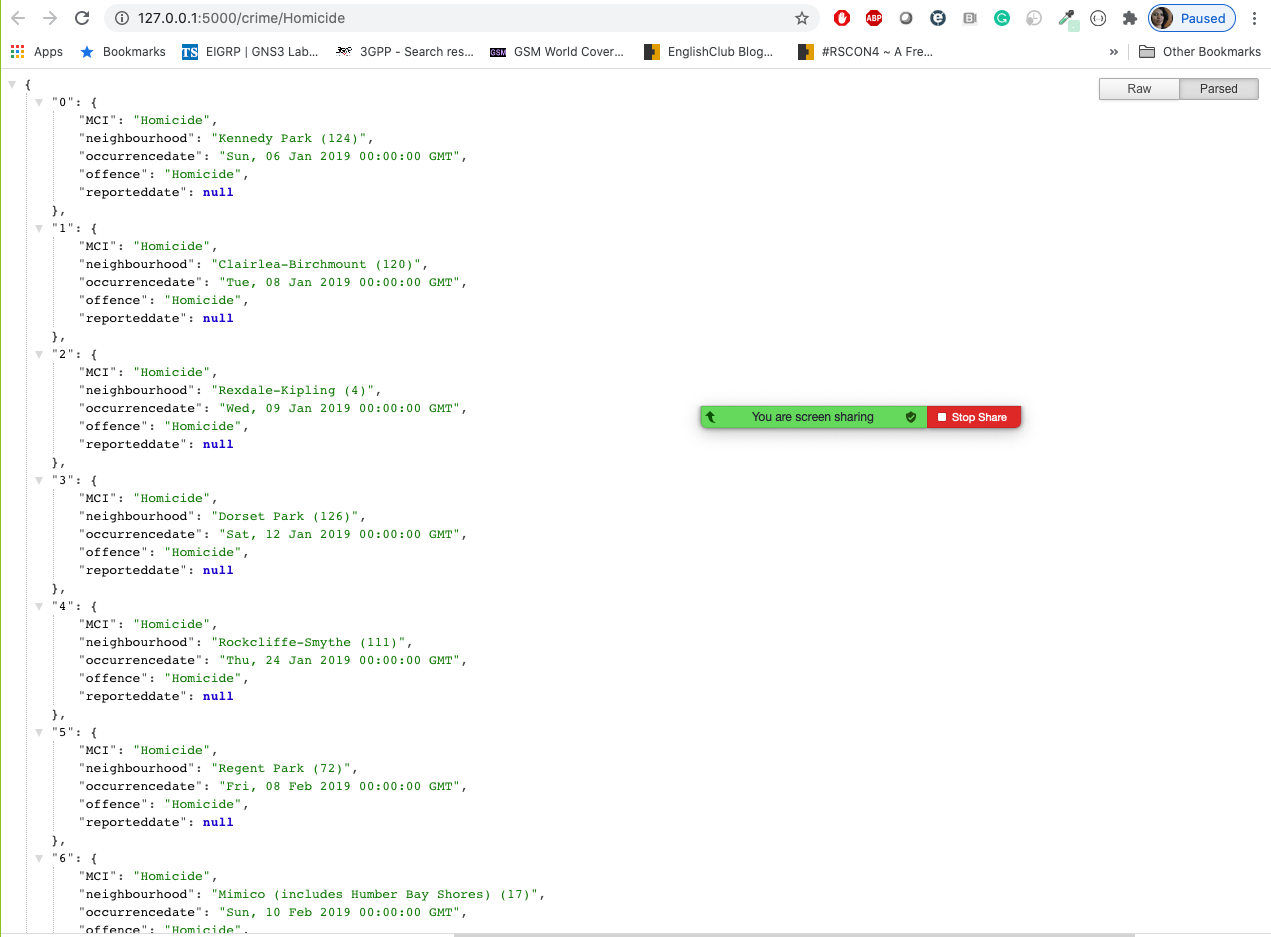 127.0.0.1:5000/crime/Homicide
ABP
Paused
Apps
Bookmarks
TS EIGRP | GNS3 Lab...
3GPP - Search res...
GSM GSM World Cover...
EnglishClub Blog...
#RSCON4 ~ A Fre...
»
Other Bookmarks
Raw
Parsed
{
"0": {
"MCI": "Homicide",
"neighbourhood": "Kennedy Park (124)",
"occurrencedate": "Sun, 06 Jan 2019 00:00:00 GMT",
"offence": "Homicide",
"reporteddate": null
},
"1": {
"MCI": "Homicide",
"neighbourhood": "Clairlea-Birchmount (120)",
"occurrencedate": "Tue, 08 Jan 2019 00:00:00 GMT",
"offence": "Homicide",
"reporteddate": null
},
"2": {
"MCI": "Homicide",
"neighbourhood": "Rexdale-Kipling (4)",
"occurrencedate": "Wed, 09 Jan 2019 00:00:00 GMT",
You are screen sharing
Stop Share
"offence": "Homicide",
"reporteddate": null
},
"3": {
"MCI": "Homicide",
"neighbourhood": "Dorset Park (126)",
"occurrencedate": "Sat, 12 Jan 2019 00:00:00 GMT",
"offence": "Homicide",
"reporteddate": null
},
"4": {
"MCI": "Homicide",
"neighbourhood": "Rockcliffe-Smythe (111)",
"occurrencedate": "Thu, 24 Jan 2019 00:00:00 GMT",
"offence": "Homicide",
"reporteddate": null
},
"5": {
"MCI": "Homicide",
"neighbourhood": "Regent Park (72)",
"occurrencedate": "Fri, 08 Feb 2019 00:00:00 GMT",
"offence": "Homicide",
"reporteddate": null
},
"6": {
"MCI": "Homicide",
"neighbourhood": "Mimico (includes Humber Bay Shores) (17)",
"occurrencedate": "Sun, 10 Feb 2019 00:00:00 GMT",
"offence": "Homicide",